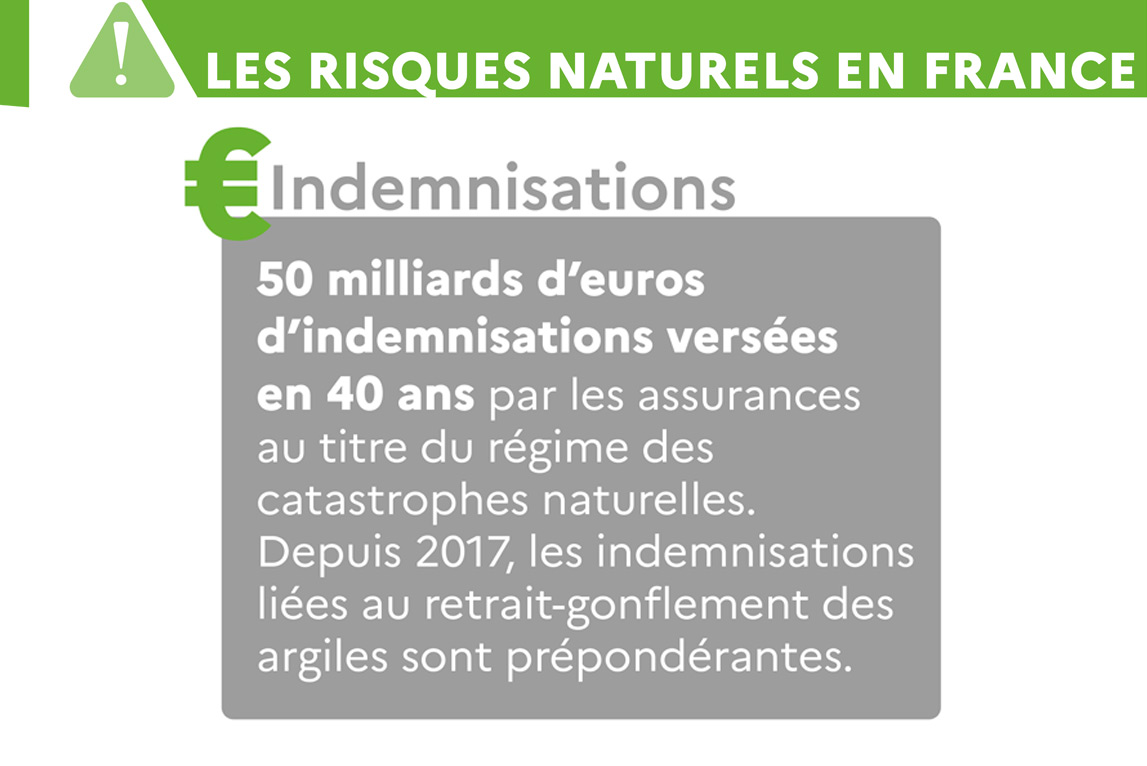 LES RISQUES NATURELS EN FRANCE
€ Indemnisations
50 milliards d’euros
d’indemnisations versées
en 40 ans par les assurances
au titre du régime des
catastrophes naturelles.
Depuis 2017, les indemnisations
liées au retrait-gonflement des
argiles sont prépondérantes.